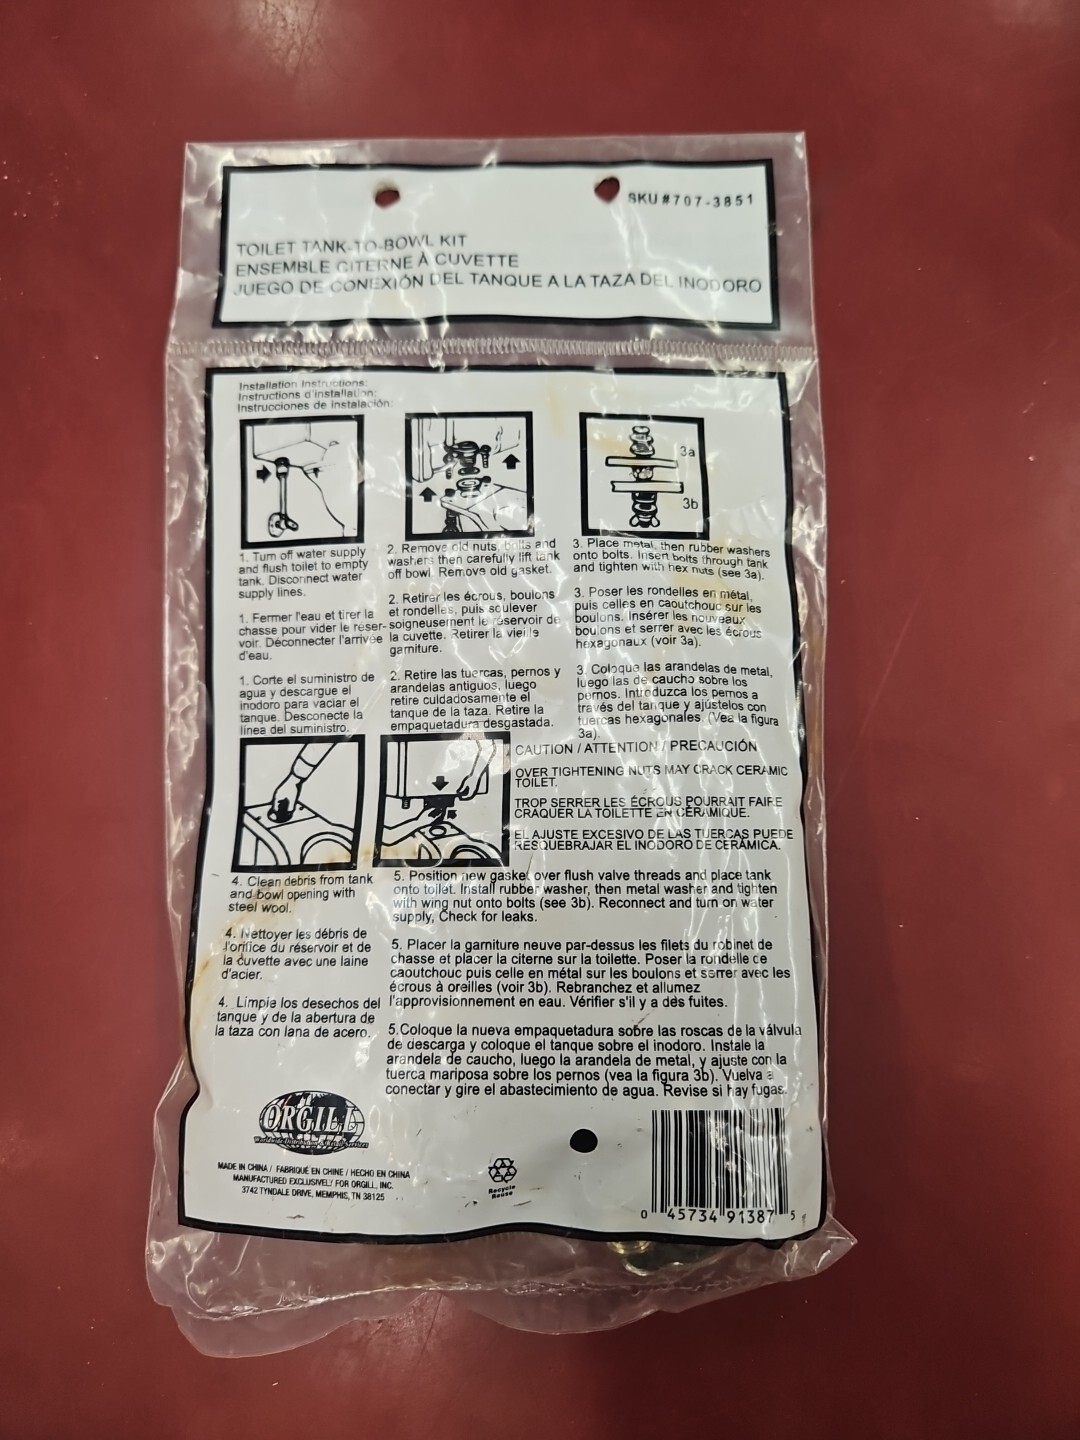 SKU #707-3851
TOILET TANK-TO-BOWL KIT
ENSEMBLE CITERNE À CUVETTE
JUEGO DE CONEXIÓN DEL TANQUE A LA TAZA DEL INODORO
Installation Instructions:
Instructions d'installation:
Instrucciones de Instalación:
1. Turn off water supply
and flush toilet to empty
tank. Disconnect water
supply lines.
1. Fermer l'eau et tirer la
chasse pour vider le réser-
voir. Déconnecter l'arrivée
d'eau.
1. Corte el suministro de
agua y descargue el
inodoro para vaciar el
tanque. Desconecte la
línea del suministro.
2. Remove old nuts, bolts and
washers then carefully lift tank
off bowl. Remove old gasket.
2. Retirer les écrous, boulons
et rondelles, puis soulever
soigneusement le réservoir de
la cuvette. Retirer la vieille
garniture.
2. Retire las tuercas, pernos y
arandelas antiguos, luego
retire culdadosamente el
tanque de la taza. Retire la
empaquetadura desgastada.
3a
3b
3. Place metal, then rubber washers
onto bolts. Insert bolts through tank
and tighten with hex nuts (see 3a).
3. Poser les rondelles en métal,
puis celles en caoutchouc sur les
boulons. Insérer les nouveaux
boulons et serrer avec les écrous
hexagonaux (voir 3a).
3. Coloque las arandelas de metal,
luego las de caucho sobre los
pernos. Introduzca los pernos a
través del tanque y ajústelos con
tuercas hexagonales. (Vea la figura
3a).
CAUTION / ATTENTION / PRECAUCIÓN
OVER TIGHTENING NUTS MAY CRACK CERAMIC
TOILET.
TROP SERRER LES ÉCROUS POURRAIT FAIRE
CRAQUER LA TOILETTE EN CÉRAMIQUE.
EL AJUSTE EXCESIVO DE LAS TUERCAS PUEDE
RESQUEBRAJAR EL INODORO DE CERÁMICA.
4. Clean debris from tank
and bowl opening with
steel wool.
4. Nettoyer les débris de
l'orifice du réservoir et de
la cuvette avec une laine
d'acier.
4. Limpie los desechos del
tanque y de la abertura de
la taza con lana de acero.
5. Position new gasket over flush valve threads and place tank
onto toilet. Install rubber washer, then metal washer and tighten
with wing nut onto bolts (see 3b). Reconnect and turn on water
supply, Check for leaks.
5. Placer la garniture neuve par-dessus les filets du robinet de
chasse et placer la citerne sur la toilette. Poser la rondelle de
caoutchouc puis celle en métal sur les boulons et serrer avec les
écrous à oreilles (voir 3b). Rebranchez et allumez
l'approvisionnement en eau. Vérifier s'il y a des fuites.
5.Coloque la nueva empaquetadura sobre las roscas de la válvula
de descarga y coloque el tanque sobre el inodoro. Instale la
arandela de caucho, luego la arandela de metal, y ajuste con la
tuerca mariposa sobre los pernos (vea la figura 3b). Vuelva a
conectar y gire el abastecimiento de agua. Revise si hay fugas.
ORGILL
Worldwide Distribution & Retail Services
MADE IN CHINA / FABRIQUÉ EN CHINE / HECHO EN CHINA
MANUFACTURED EXCLUSIVELY FOR ORGILL, INC.
3742 TYNDALE DRIVE, MEMPHIS, TN 38125
Recycle
Reuse
0 45734 91387 5